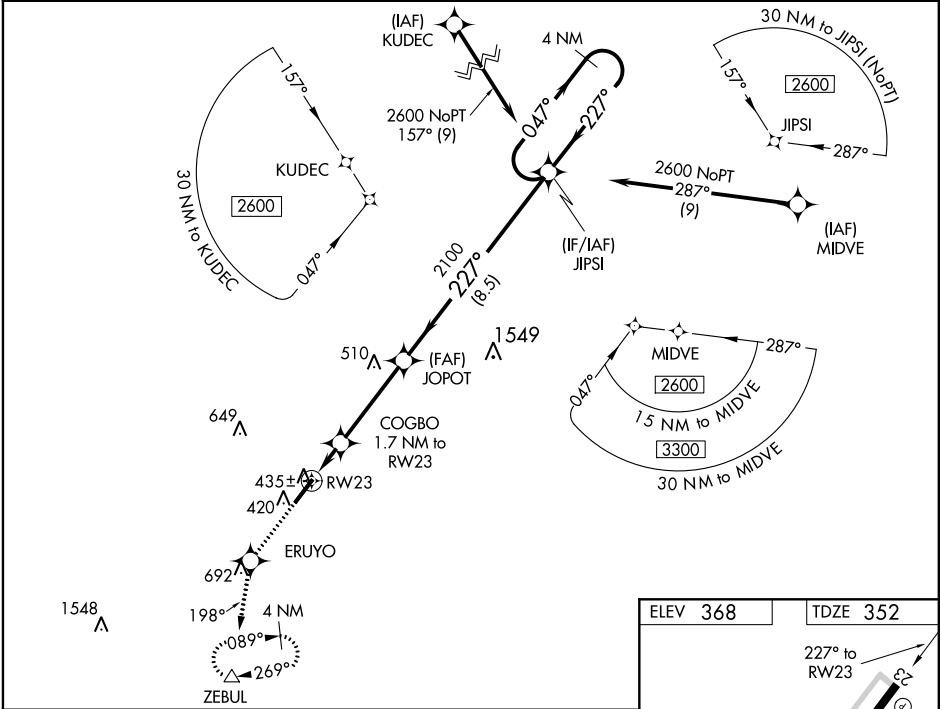 (IAF)
KUDEC
4 NM
2600 NoPT
157° (9)
047°
227°
30 NM to JIPSI (NoPT)
157°
2600
JIPSI
287°
157°
KUDEC
2600
30 NM to KUDEC
047°
2600 NoPT
287°
(9)
(IAF)
MIDVE
(IF/IAF)
JIPSI
2100
227°
(8.5)
510
(FAF)
JOPOT
1549
MIDVE
287°
047°
2600
15 NM to MIDVE
3300
30 NM to MIDVE
649
COGBO
1.7 NM to
RW23
435±
RW23
420
ERUYO
692
1548
198°
4 NM
089°
269°
ZEBUL
ELEV 368
TDZE 352
227° to
RW23
23